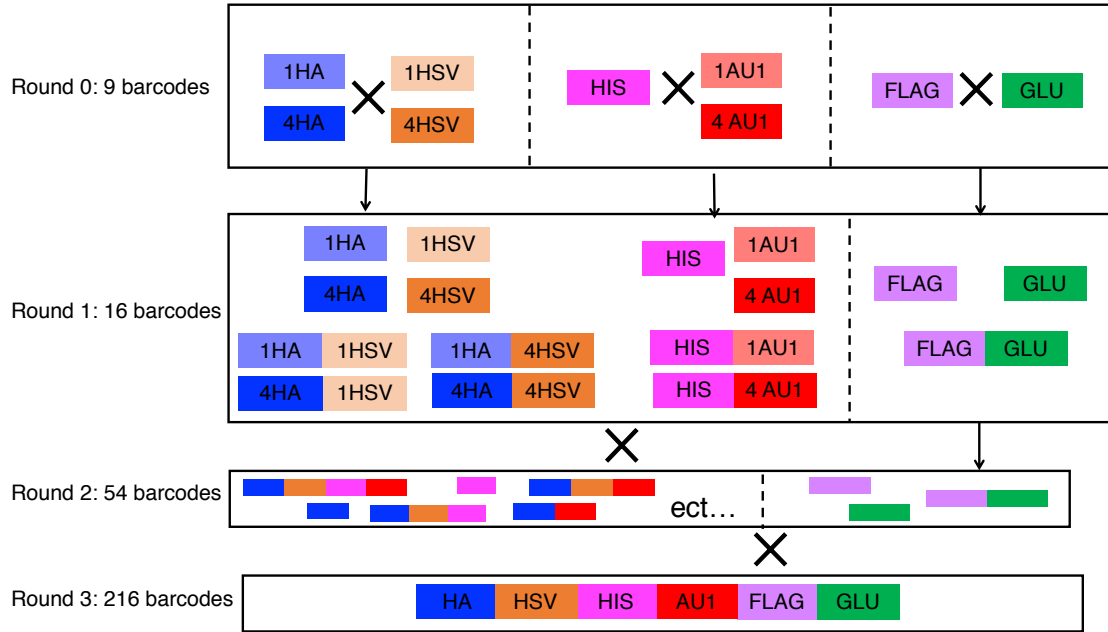 Round 0: 9 barcodes
1HA 1HSV
4HA 4HSV
HIS
1AU1
4 AU1
FLAG GLU
Round 1: 16 barcodes
1HA 1HSV
4HA 4HSV
1HA 1HSV 1HA 4HSV
4HA 1HSV 4HA 4HSV
HIS
1AU1
4 AU1
HIS 1AU1
HIS 4 AU1
FLAG GLU
FLAG GLU
Round 2: 54 barcodes
ect...
Round 3: 216 barcodes
HA HSV HIS AU1 FLAG GLU